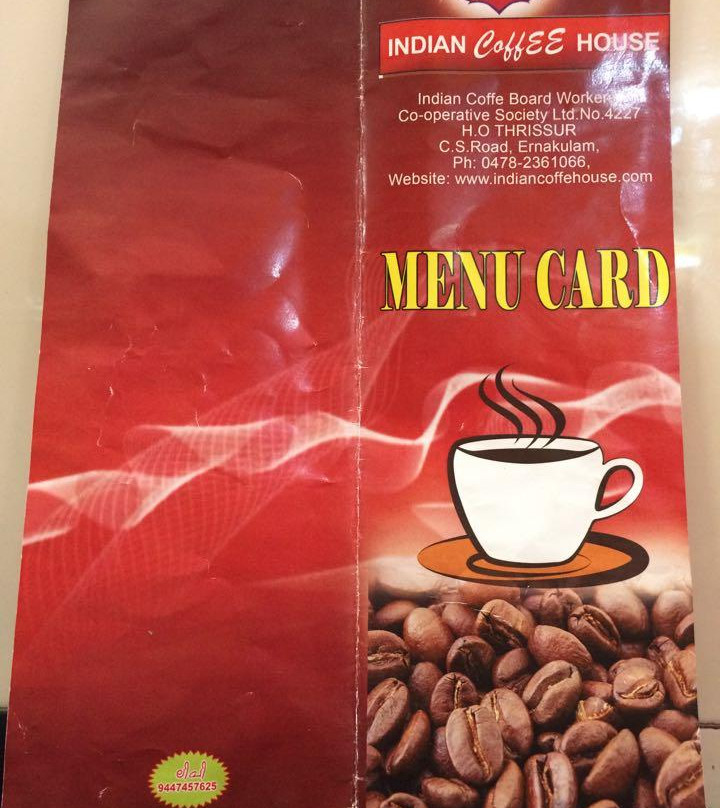 INDIAN CoffEE HOUSE
Indian Coffe Board Worker
Co-operative Society Ltd.No.4227
H.O THRISSUR
C.S.Road, Ernakulam,
Ph: 0478-2361066,
Website: www.indiancoffehouse.com
MENU CARD
9447457625